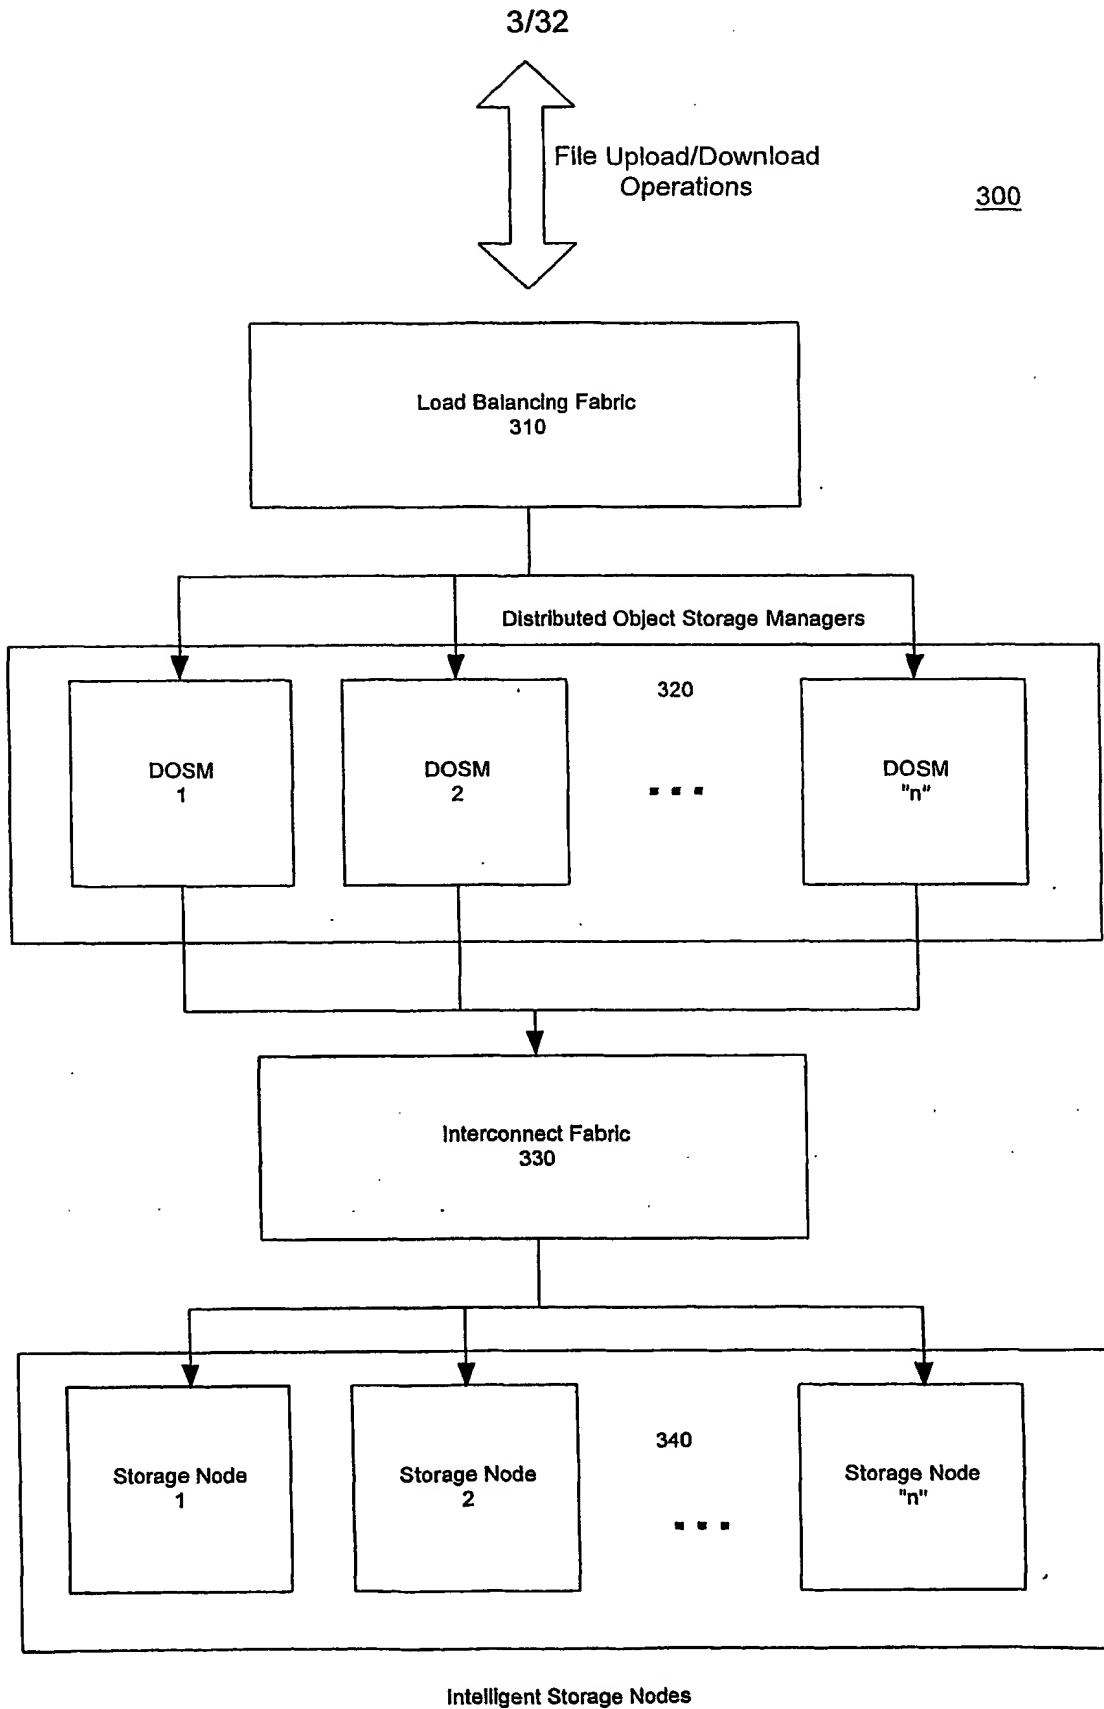 3/32
File Upload/Download
Operations
300
Load Balancing Fabric
310
Distributed Object Storage Managers
320
DOSM
1
DOSM
2
...
DOSM
"n"
Interconnect Fabric
330
340
Storage Node
1
Storage Node
2
...
Storage Node
"n"
Intelligent Storage Nodes